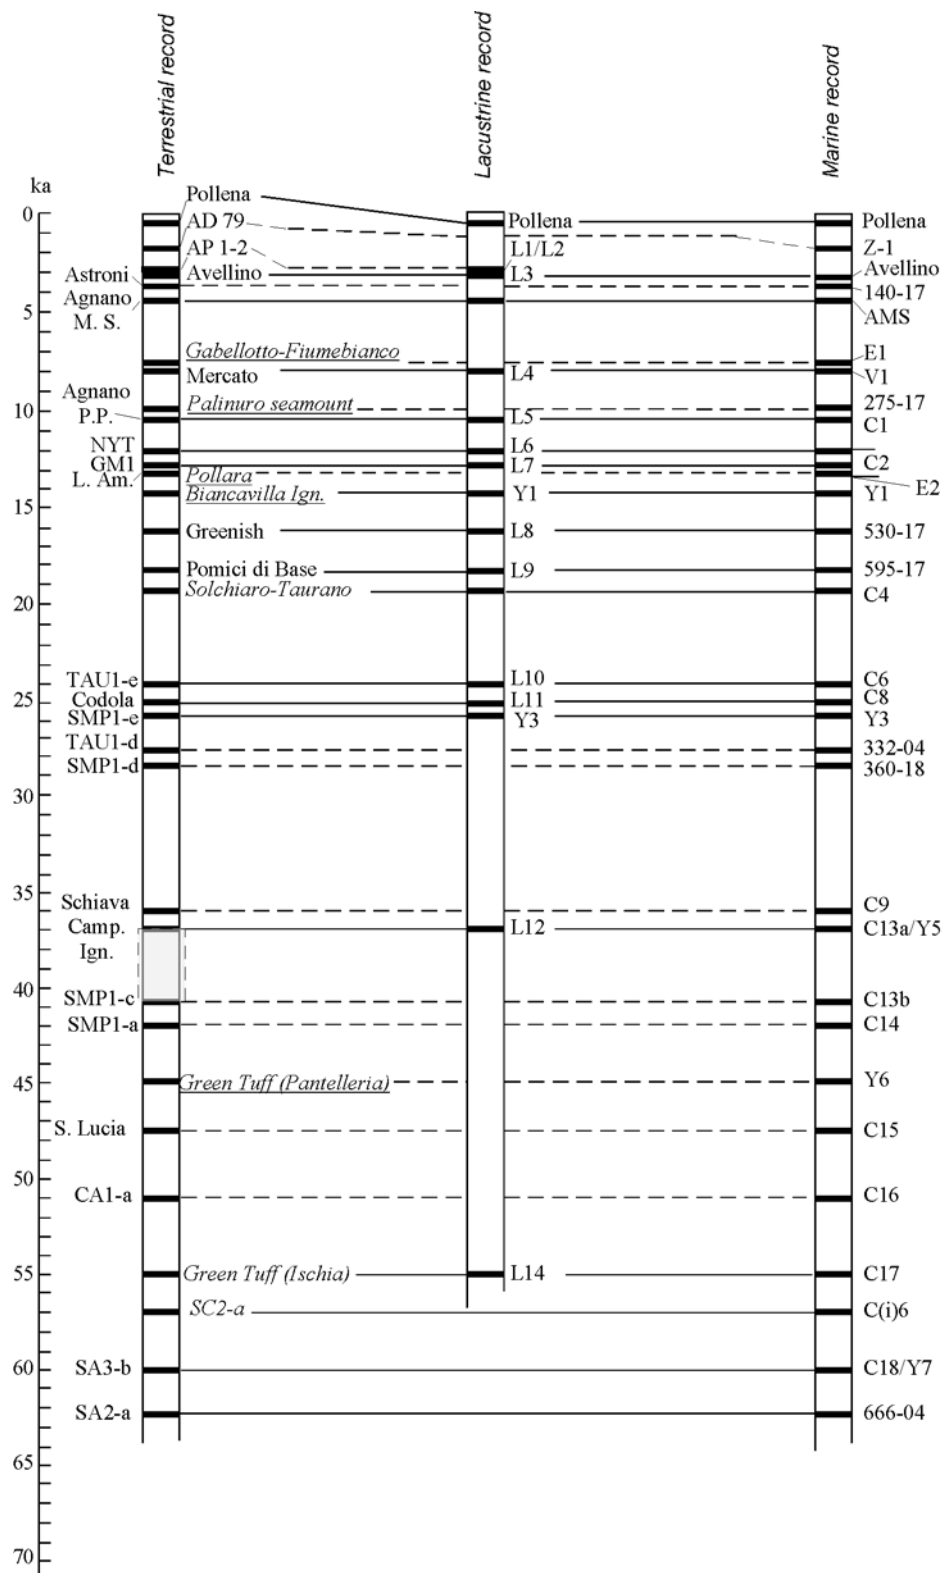 Terrestrial record
Lacustrine record
Marine record
ka
0
5
10
15
20
25
30
35
40
45
50
55
60
65
70
Astroni
Agnano
M. S.
Agnano
P.P.
NYT
GM1
L. Am.
TAU1-e
Codola
SMP1-e
TAU1-d
SMP1-d
Schiava
Camp.
Ign.
SMP1-c
SMP1-a
S. Lucia
CA1-a
SA3-b
SA2-a
Pollena
AD 79
AP 1-2
Avellino
Gabellotto-Fiumebianco
Mercato
Palinuro seamount
Pollara
Biancavilla Ign.
Greenish
Pomici di Base
Solchiaro-Taurano
Green Tuff (Pantelleria)
Green Tuff (Ischia)
SC2-a
Pollena
L1/L2
L3
L4
L5
L6
L7
Y1
L8
L9
L10
L11
Y3
L12
L14
Pollena
Z-1
Avellino
140-17
AMS
E1
V1
275-17
C1
C2
E2
Y1
530-17
595-17
C4
C6
C8
Y3
332-04
360-18
C9
C13a/Y5
C13b
C14
Y6
C15
C16
C17
C(i)6
C18/Y7
666-04